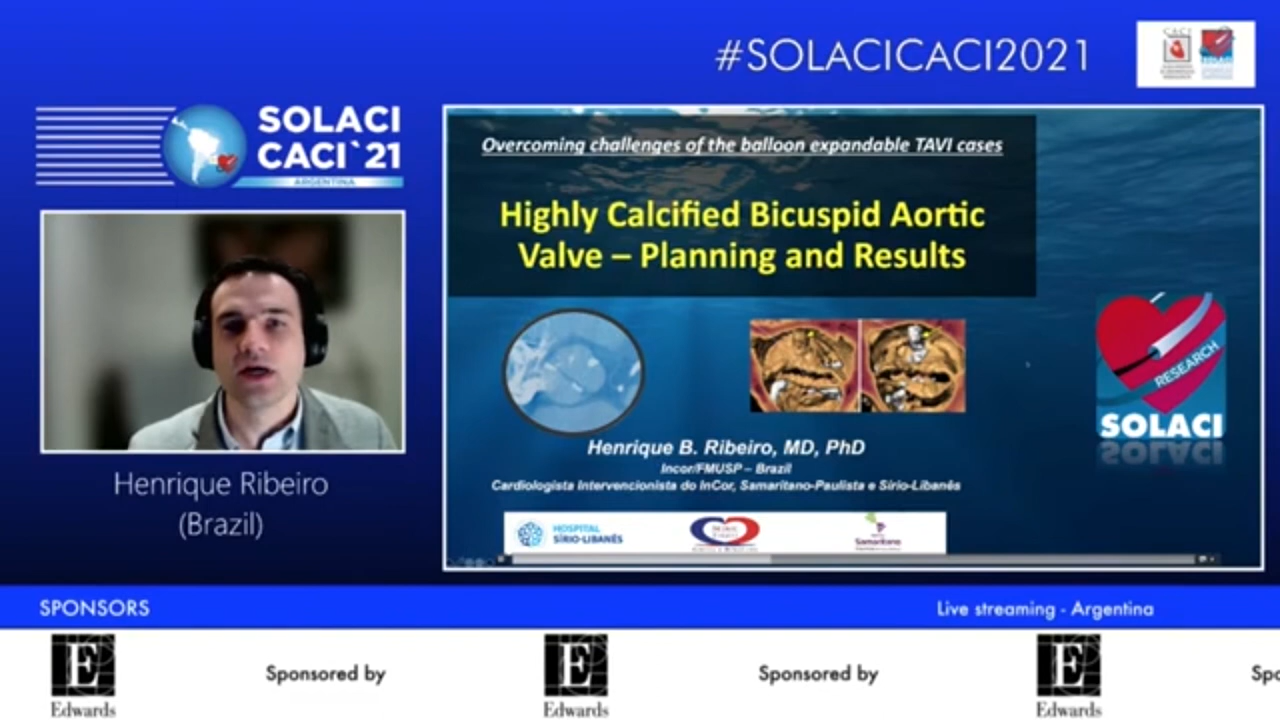 #SOLACICACI2021
CACI
SOLACI
CACI`21
ARGENTINA
Overcoming challenges of the balloon expandable TAVI cases
Highly Calcified Bicuspid Aortic
Valve – Planning and Results
RESEARCH
SOLACI
Henrique B. Ribeiro, MD, PhD
Incor/FMUSP – Brazil
Cardiologista Intervencionista do InCor, Samaritano-Paulista e Sírio-Libanês
HOSPITAL
SÍRIO-LIBANÊS
Samaritano
Henrique Ribeiro
(Brazil)
SPONSORS
Live streaming - Argentina
E
Edwards
Sponsored by
E
Edwards
Sponsored by
E
Edwards
Spo